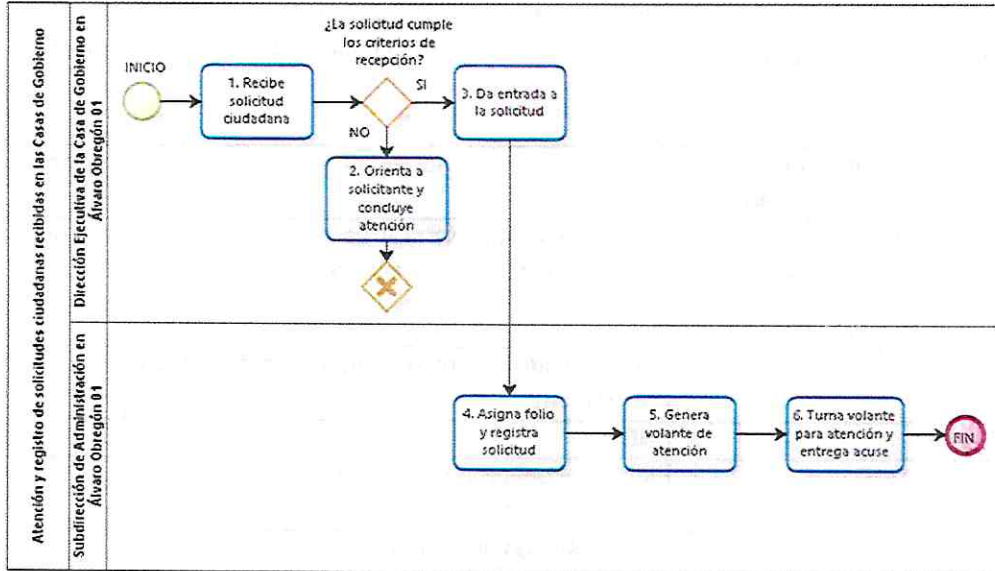 Atención y registro de solicitudes ciudadanas recibidas en las Casas de Gobierno
Dirección Ejecutiva de la Casa de Gobierno en
Álvaro Obregón 01
INICIO
1. Recibe
solicitud
ciudadana
¿La solicitud cumple
los criterios de
recepción?
SI
NO
3. Da entrada a
la solicitud
2. Orienta a
solicitante y
concluye
atención
Subdirección de Administración en
Álvaro Obregón 01
4. Asigna folio
y registra
solicitud
5. Genera
volante de
atención
6. Turna volante
para atención y
entrega acuse
FIN